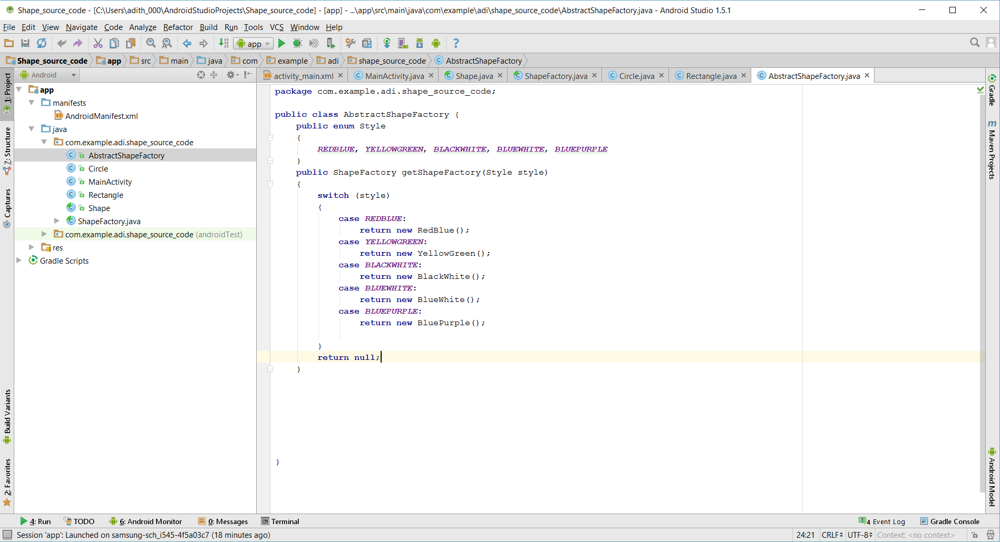 Shape_source_code - [C:\Users\adith_000\AndroidStudioProjects\Shape_source_code] - [app] - ...\app\src\main\java\com\example\adi\shape_source_code\AbstractShapeFactory.java - Android Studio 1.5.1
File Edit View Navigate Code Analyze Refactor Build Run Tools VCS Window Help
app
Shape_source_code app src main java com example adi shape_source_code AbstractShapeFactory
Android
activity_main.xml MainActivity.java Shape.java ShapeFactory.java Circle.java Rectangle.java AbstractShapeFactory.java
1: Project
7: Structure
Captures
Build Variants
2: Favorites
app
manifests
AndroidManifest.xml
java
com.example.adi.shape_source_code
AbstractShapeFactory
Circle
MainActivity
Rectangle
Shape
ShapeFactory.java
com.example.adi.shape_source_code (androidTest)
res
Gradle Scripts
package com.example.adi.shape_source_code;
public class AbstractShapeFactory {
public enum Style
{
REDBLUE, YELLOWGREEN, BLACKWHITE, BLUEWHITE, BLUEPURPLE
}
public ShapeFactory getShapeFactory(Style style)
{
switch (style)
{
case REDBLUE:
return new RedBlue();
case YELLOWGREEN:
return new YellowGreen();
case BLACKWHITE:
return new BlackWhite();
case BLUEWHITE:
return new BlueWhite();
case BLUEPURPLE:
return new BluePurple();
}
return null;
}
}
Gradle
Maven Projects
Android Model
4: Run TODO 6: Android Monitor 0: Messages Terminal 4 Event Log Gradle Console
Session 'app': Launched on samsung-sch_i545-4f5a03c7 (18 minutes ago) 24:21 CRLF UTF-8 Context: <no context>